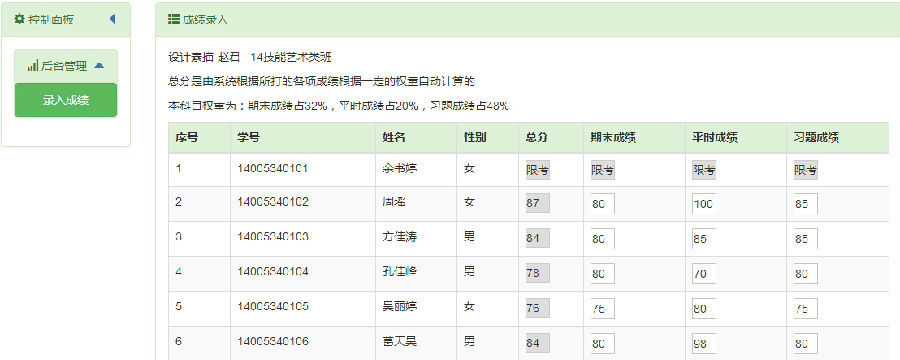 控制面板
后台管理
录入成绩
成绩录入
设计素描 赵君 14技能艺术类班
总分是由系统根据所打的各项成绩根据一定的权重自动计算的
本科目权重为：期末成绩占32%，平时成绩占20%，习题成绩占48%
序号 学号 姓名 性别 总分 期末成绩 平时成绩 习题成绩
1 14005340101 余书婷 女 限考 限考 限考 限考
2 14005340102 周瑶 女 87 80 100 85
3 14005340103 方佳涛 男 84 80 85 85
4 14005340104 孔佳峰 男 78 80 70 80
5 14005340105 吴丽婷 女 76 75 80 75
6 14005340106 葛天昊 男 84 80 98 80